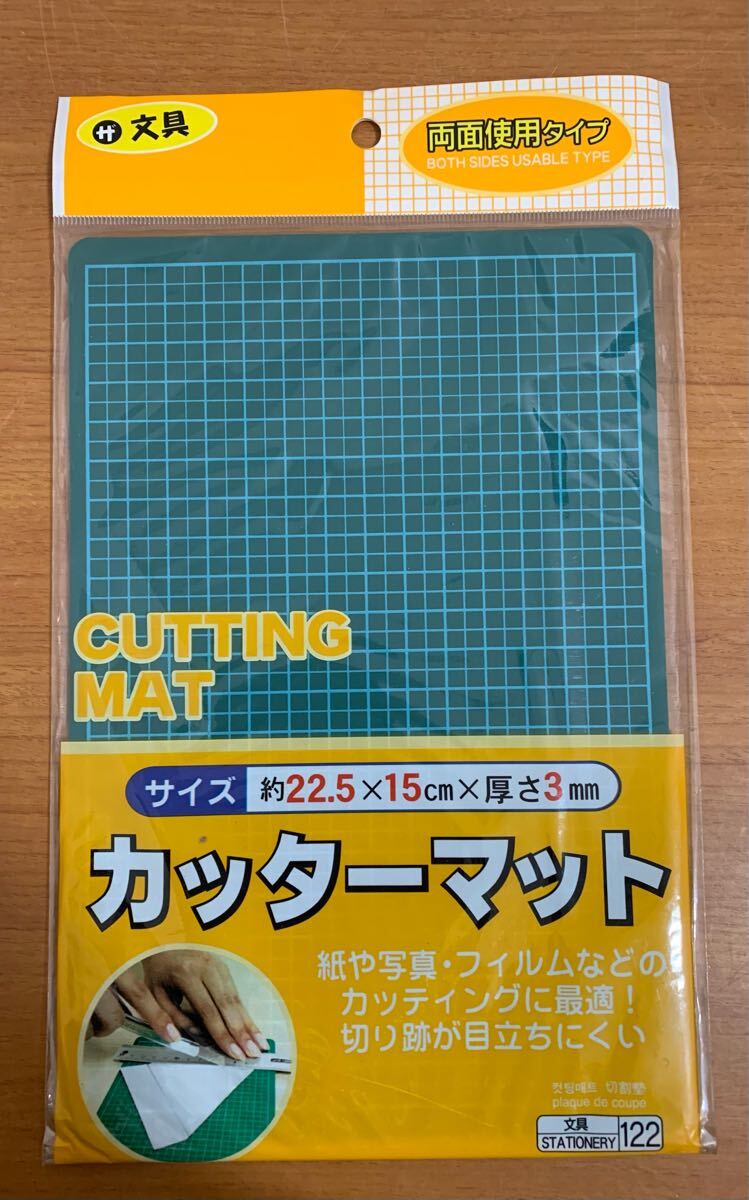 ザ 文具
両面使用タイプ
BOTH SIDES USABLE TYPE
CUTTING
MAT
サイズ 約22.5×15cm×厚さ3mm
カッターマット
紙や写真・フィルムなどの
カッティングに最適!
切り跡が目立ちにくい
컷팅매트 切割墊
plaque de coupe
文具
STATIONERY 122